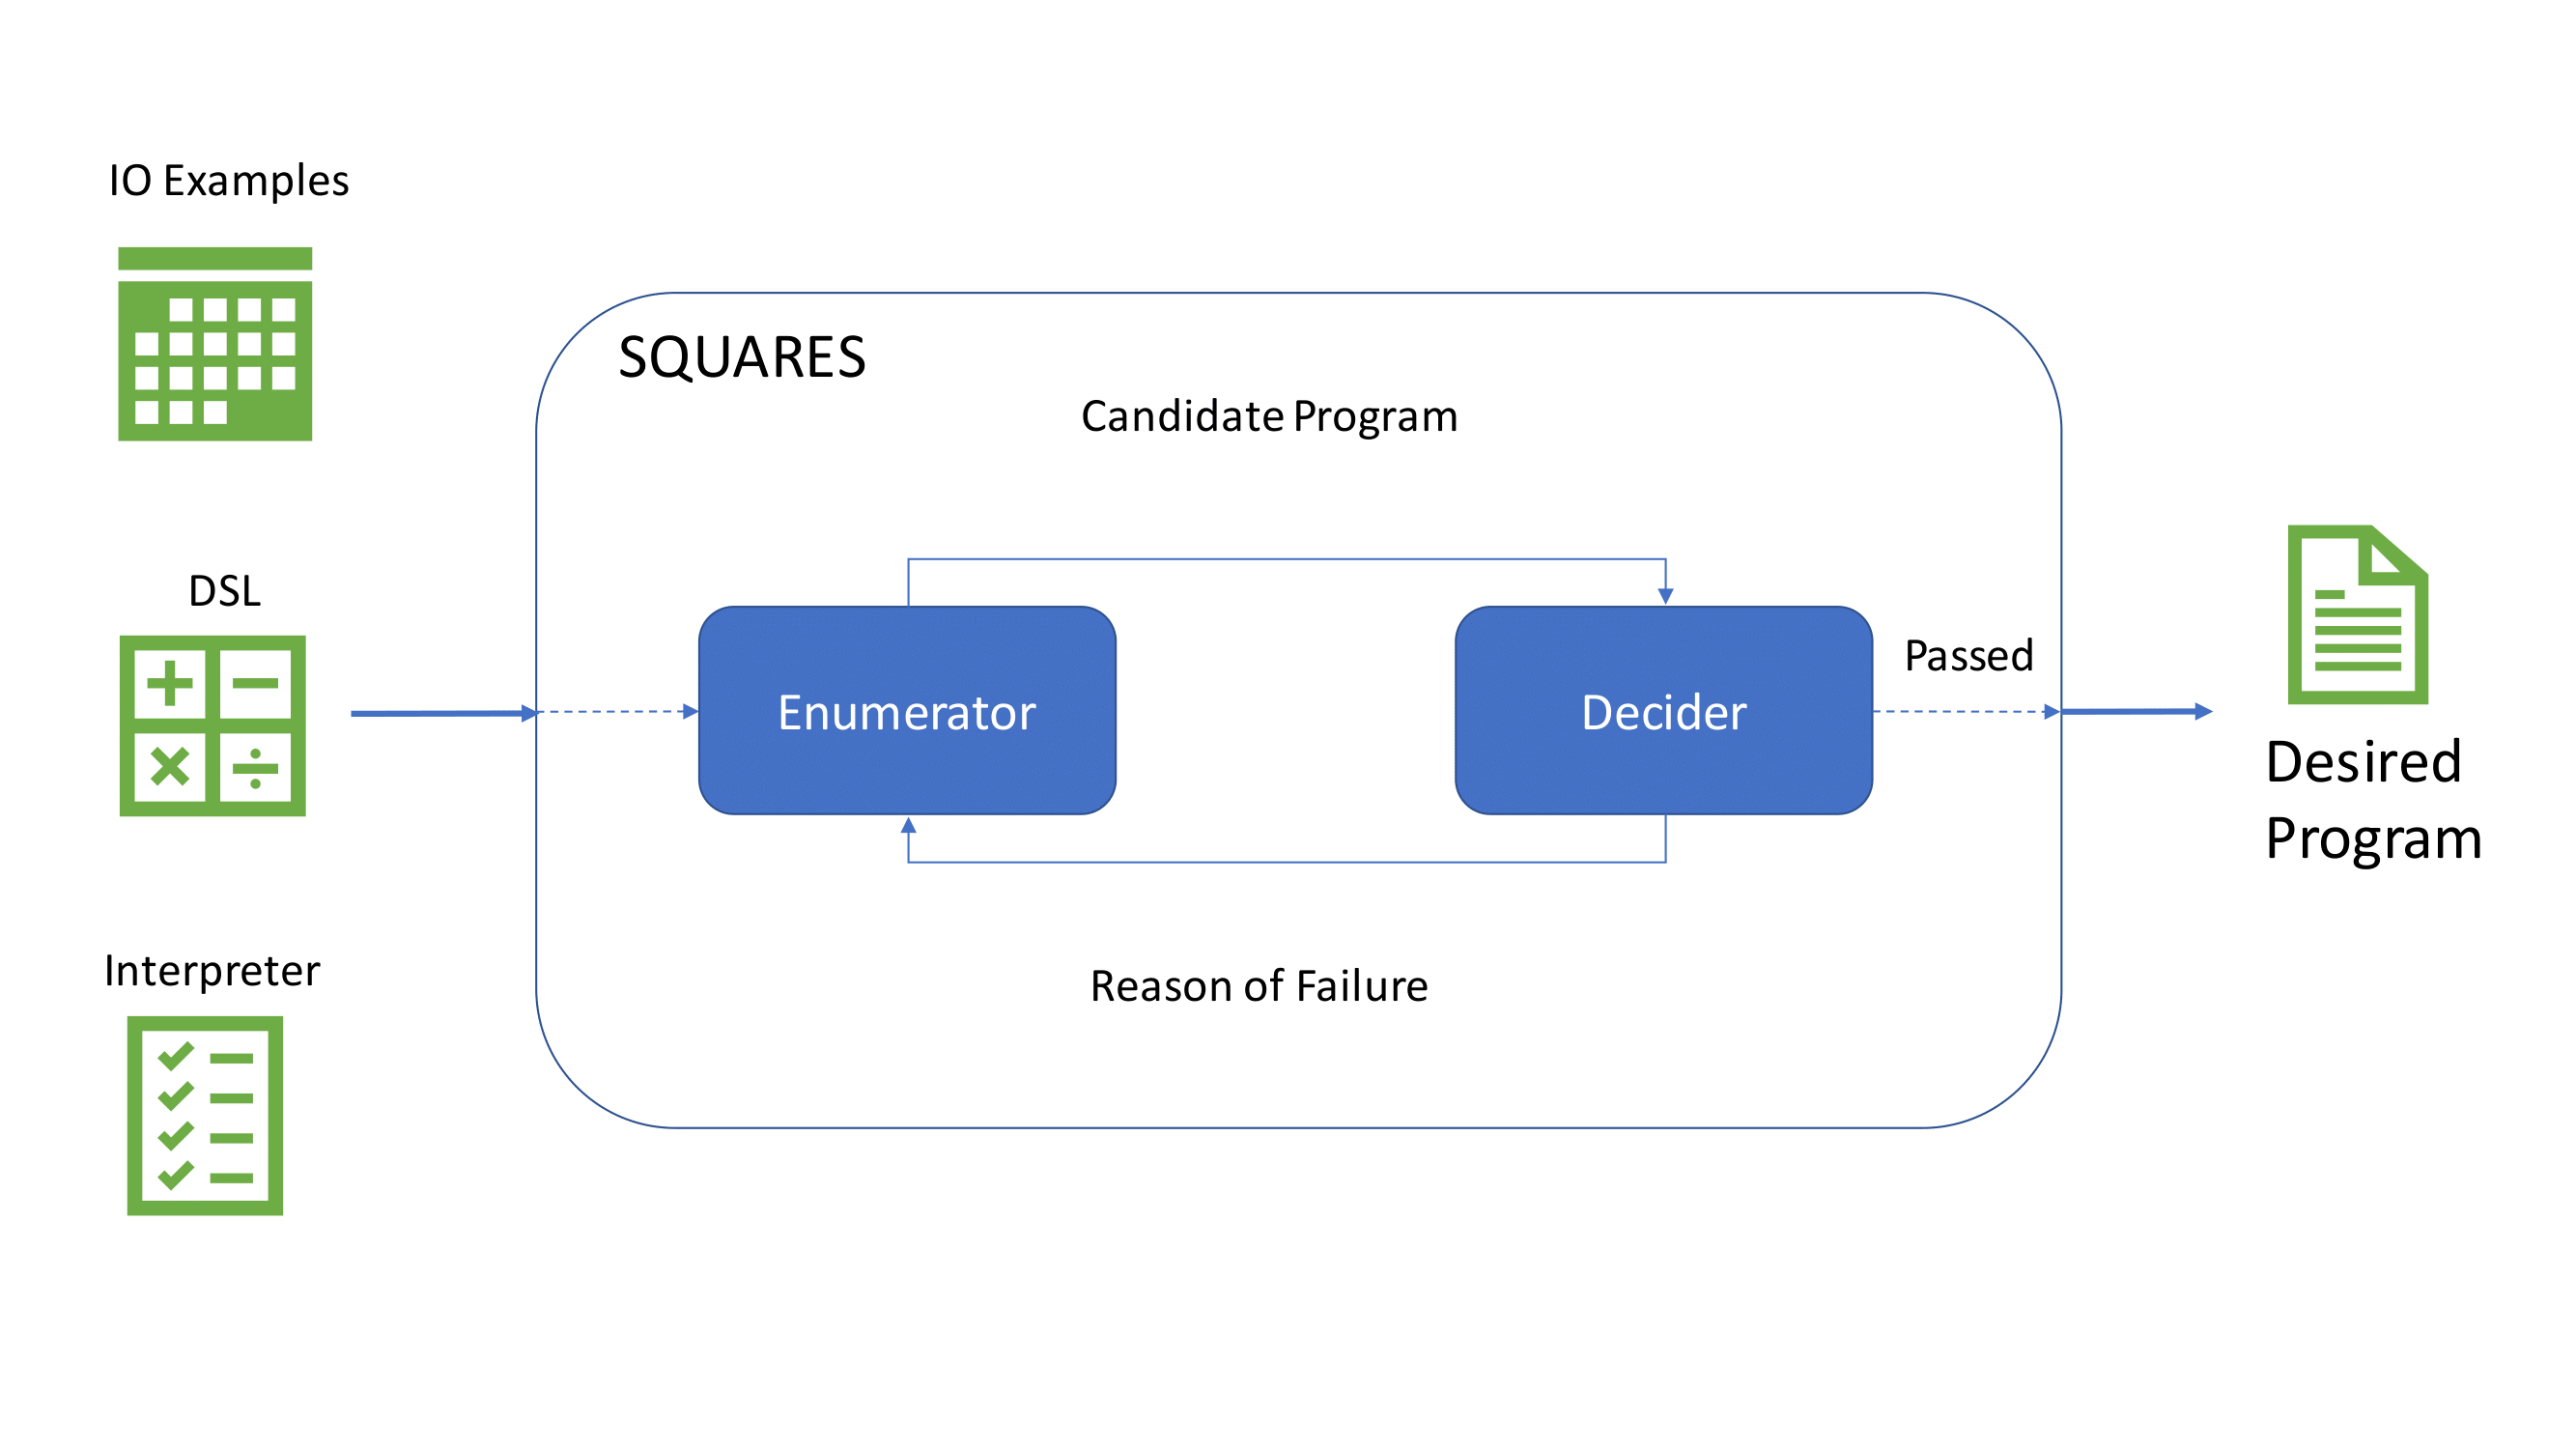 IO Examples
DSL
Interpreter
SQUARES
Candidate Program
Enumerator
Decider
Passed
Reason of Failure
Desired
Program